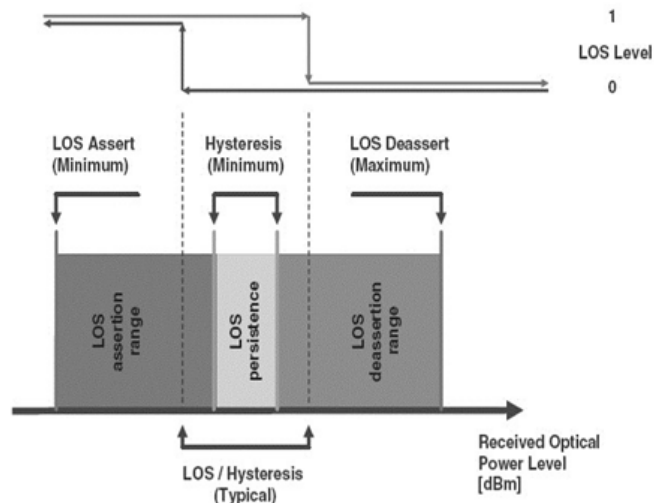 1
LOS Level
0
LOS Assert
(Minimum)
Hysteresis
(Minimum)
LOS Deassert
(Maximum)
LOS
assertion
range
LOS
persistence
LOS
deassertion
range
Received Optical
Power Level
[dBm]
LOS / Hysteresis
(Typical)